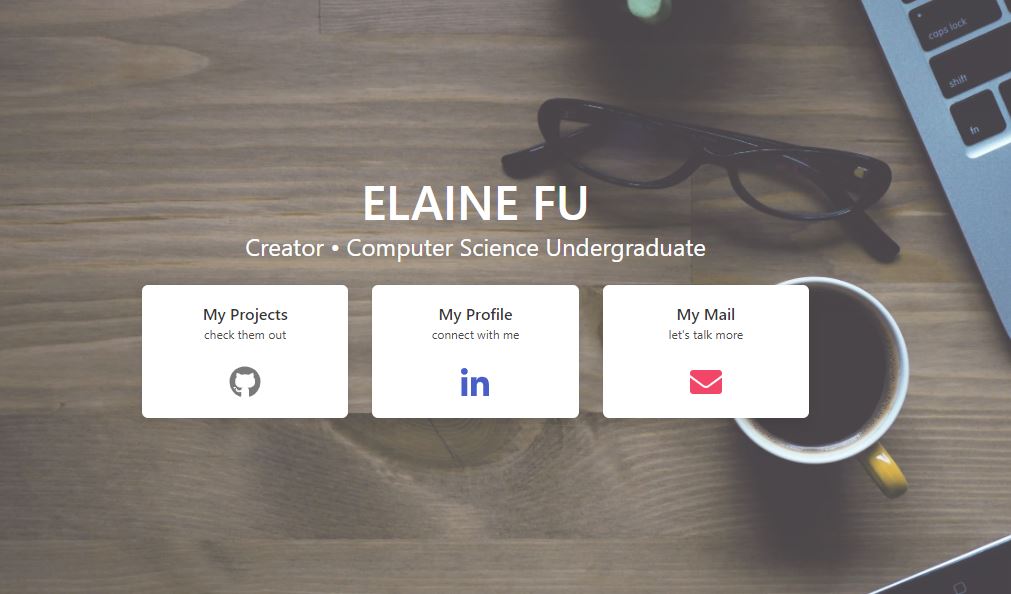 caps lock
shift
fn
ELAINE FU
Creator • Computer Science Undergraduate
My Projects
check them out
My Profile
connect with me
in
My Mail
let's talk more